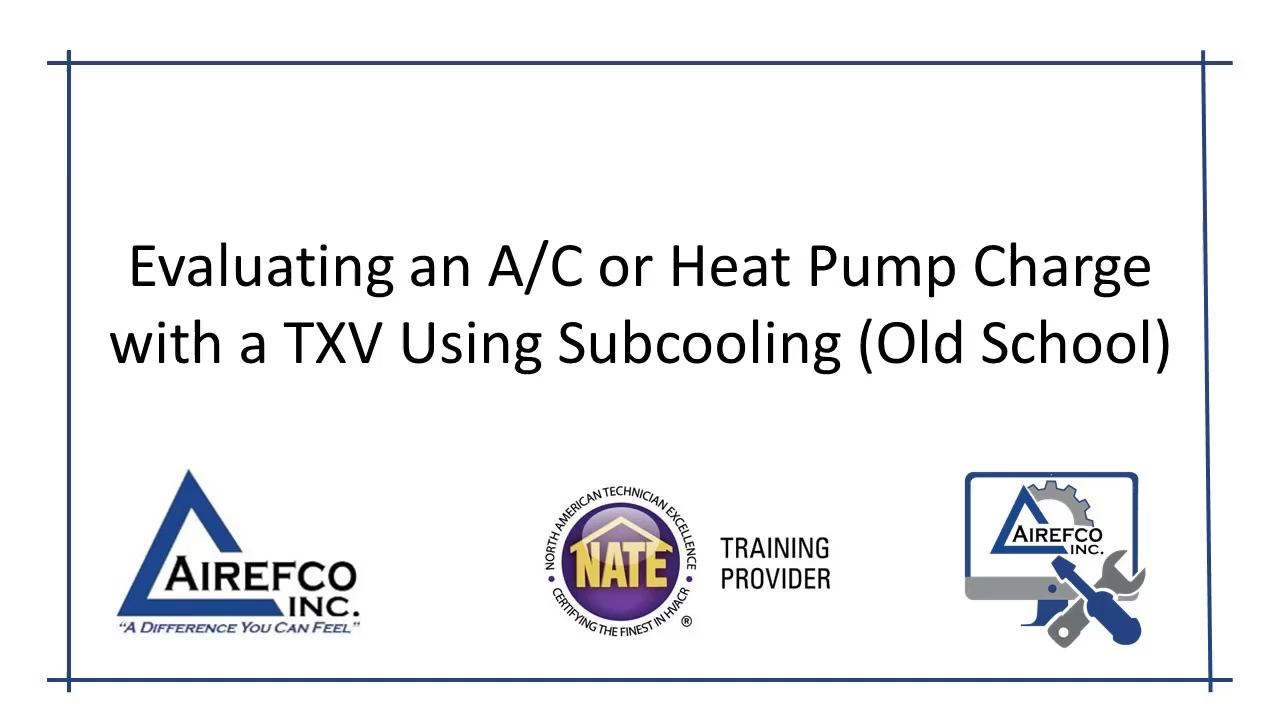 Evaluating an A/C or Heat Pump Charge
with a TXV Using Subcooling (Old School)
AIREFCO
INC.
"A DIFFERENCE YOU CAN FEEL"
NORTH AMERICAN TECHNICIAN EXCELLENCE
NATE
CERTIFYING THE FINEST IN HVACR
®
TRAINING
PROVIDER
AIREFCO
INC.